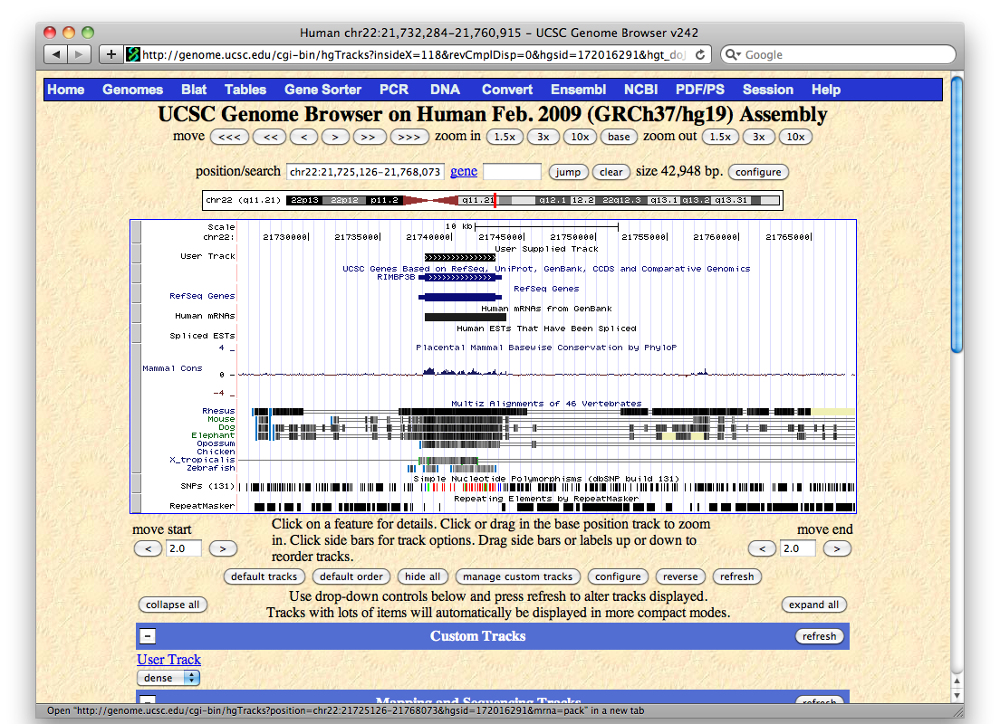 Human chr22:21,732,284-21,760,915 – UCSC Genome Browser v242
http://genome.ucsc.edu/cgi-bin/hgTracks?insideX=118&revCmplDisp=0&hgsid=172016291&hgt_do
Google
Home Genomes Blat Tables Gene Sorter PCR DNA Convert Ensembl NCBI PDF/PS Session Help
UCSC Genome Browser on Human Feb. 2009 (GRCh37/hg19) Assembly
move <<< << < > >> >>> zoom in 1.5x 3x 10x base zoom out 1.5x 3x 10x
position/search chr22:21,725,126-21,768,073 gene jump clear size 42,948 bp. configure
chr22 (q11.21) 22p13 22p12 p11.2 q11.21 q12.1 12.2 22q12.3 q13.1 q13.2 q13.31
Scale 10 kb
chr22: 21730000| 21735000| 21740000| 21745000| 21750000| 21755000| 21760000| 21765000|
User Supplied Track
User Track
UCSC Genes Based on RefSeq, UniProt, GenBank, CCDS and Comparative Genomics
RIMBP3B
RefSeq Genes
RefSeq Genes
Human mRNAs from GenBank
Human mRNAs
Human ESTs That Have Been Spliced
Spliced ESTs
Placental Mammal Basewise Conservation by PhyloP
4 _
Mammal Cons 0 _
-4 _
Multiz Alignments of 46 Vertebrates
Rhesus
Mouse
Dog
Elephant
Opossum
Chicken
X_tropicalis
Zebrafish
Simple Nucleotide Polymorphisms (dbSNP build 131)
SNPs (131)
Repeating Elements by RepeatMasker
RepeatMasker
move start
< 2.0 >
Click on a feature for details. Click or drag in the base position track to zoom
in. Click side bars for track options. Drag side bars or labels up or down to
reorder tracks.
move end
< 2.0 >
default tracks default order hide all manage custom tracks configure reverse refresh
collapse all
Use drop-down controls below and press refresh to alter tracks displayed.
Tracks with lots of items will automatically be displayed in more compact modes.
expand all
Custom Tracks refresh
User Track
dense
Mapping and Sequencing Tracks refresh
Open "http://genome.ucsc.edu/cgi-bin/hgTracks?position=chr22:21725126-21768073&hgsid=172016291&mrna=pack" in a new tab